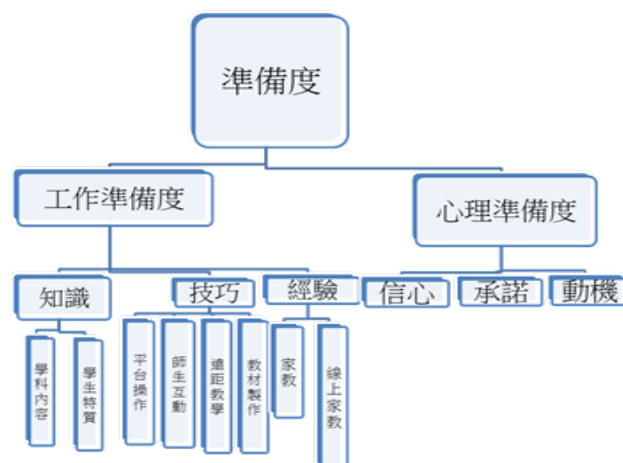 準備度
工作準備度
心理準備度
知識
技巧
經驗
信心
承諾
動機
學科內容
學生特質
平台操作
師生互動
遠距教學
教材製作
家教
線上家教